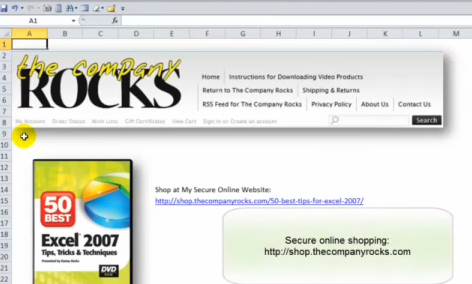 A1
fx
A B C D E F G H I J K L
1
2
3
4
5
6
7
8
9
10
11
12
13
14
15
16
17
18
19
20
21
22
the company
ROCKS
Home Instructions for Downloading Video Products
Return to The Company Rocks Shipping & Returns
RSS Feed for The Company Rocks Privacy Policy About Us Contact Us
My Account Order Status Wish Lists Gift Certificates View Cart Sign in or Create an account
Search
50
BEST
Excel 2007
Tips, Tricks & Techniques
Presented by Danny Rocks
DVD
Shop at My Secure Online Website:
http://shop.thecompanyrocks.com/50-best-tips-for-excel-2007/
Secure online shopping:
http://shop.thecompanyrocks.com